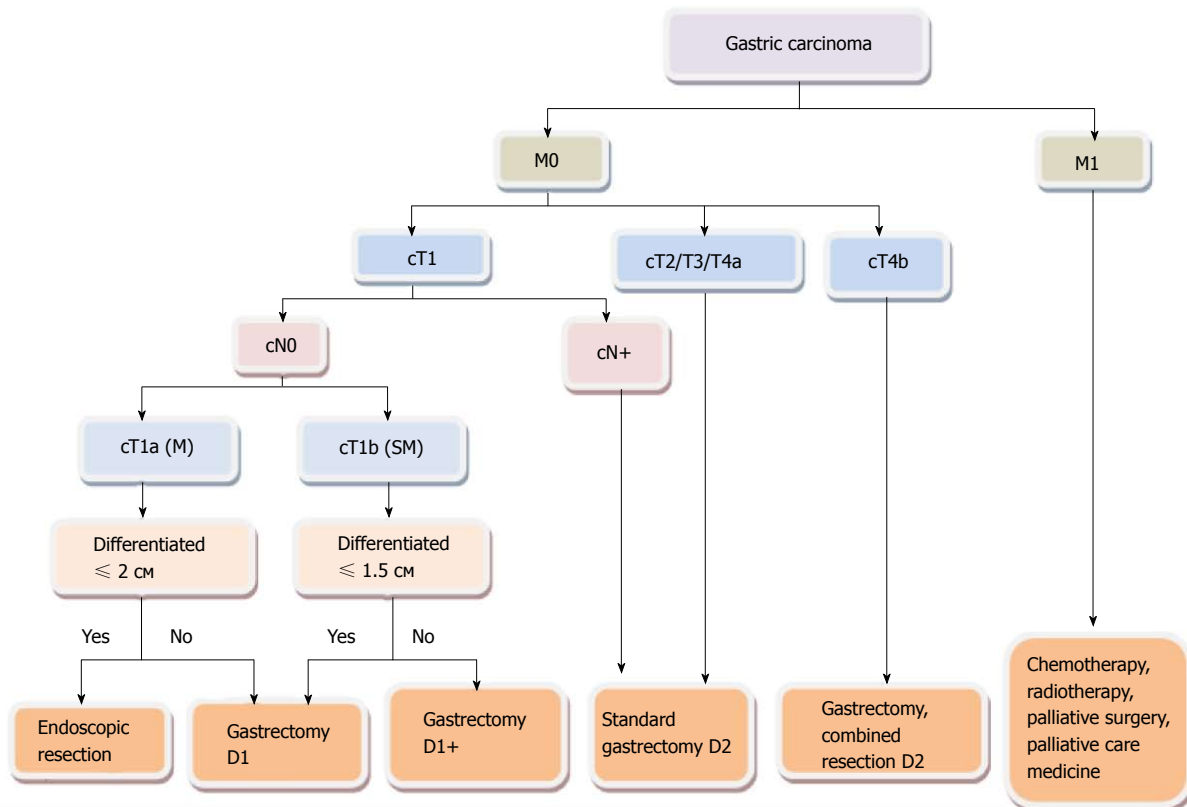 Gastric carcinoma
M0
M1
cT1
cT2/T3/T4a
cT4b
cN0
cN+
cT1a (M)
cT1b (SM)
Differentiated
≤ 2 см
Differentiated
≤ 1.5 см
Yes
No
Yes
No
Endoscopic
resection
Gastrectomy
D1
Gastrectomy
D1+
Standard
gastrectomy D2
Gastrectomy,
combined
resection D2
Chemotherapy,
radiotherapy,
palliative surgery,
palliative care
medicine